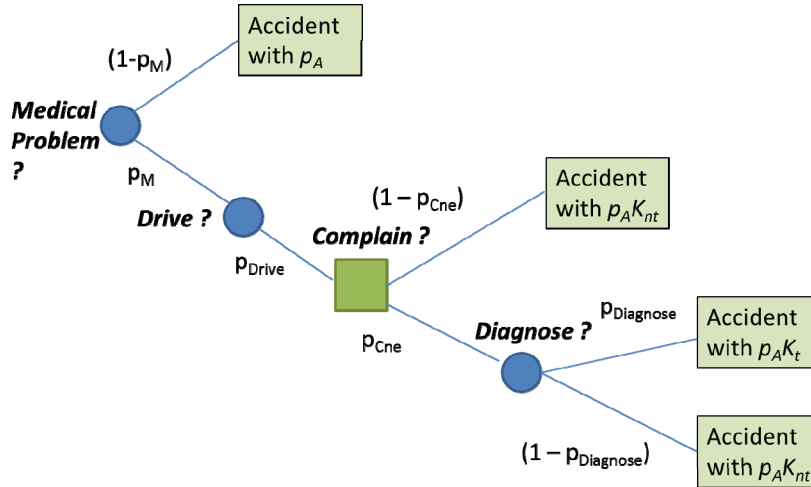 Accident
with p_A
(1-p_M)
Medical
Problem
?
p_M
Drive ?
p_Drive
Complain ?
(1 – p_Cne)
Accident
with p_A K_nt
p_Cne
Diagnose ?
p_Diagnose
Accident
with p_A K_t
(1 – p_Diagnose)
Accident
with p_A K_nt